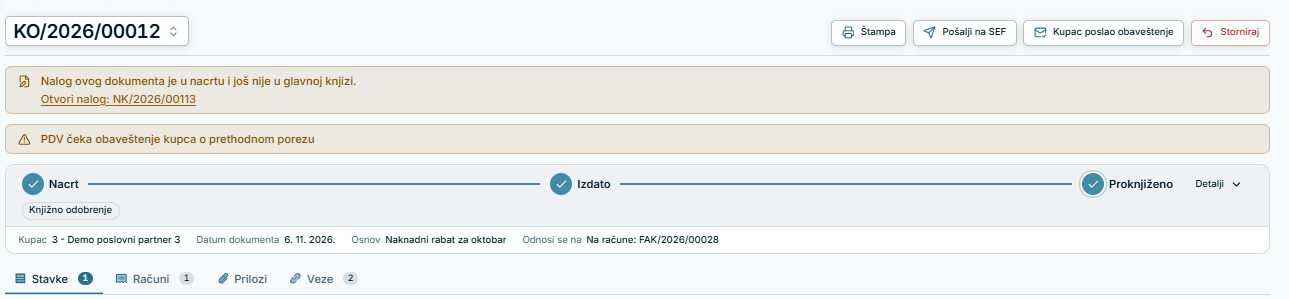 KO/2026/00012
Štampa
Pošalji na SEF
Kupac poslao obaveštenje
Storniraj
Nalog ovog dokumenta je u nacrtu i još nije u glavnoj knjizi.
Otvori nalog: NK/2026/00113
PDV čeka obaveštenje kupca o prethodnom porezu
Nacrt
Izdato
Proknjiženo
Detalji
Knjižno odobrenje
Kupac 3 - Demo poslovni partner 3 Datum dokumenta 6. 11. 2026. Osnov Naknadni rabat za oktobar Odnosi se na Na račune: FAK/2026/00028
Stavke 1 Računi 1 Prilozi Veze 2